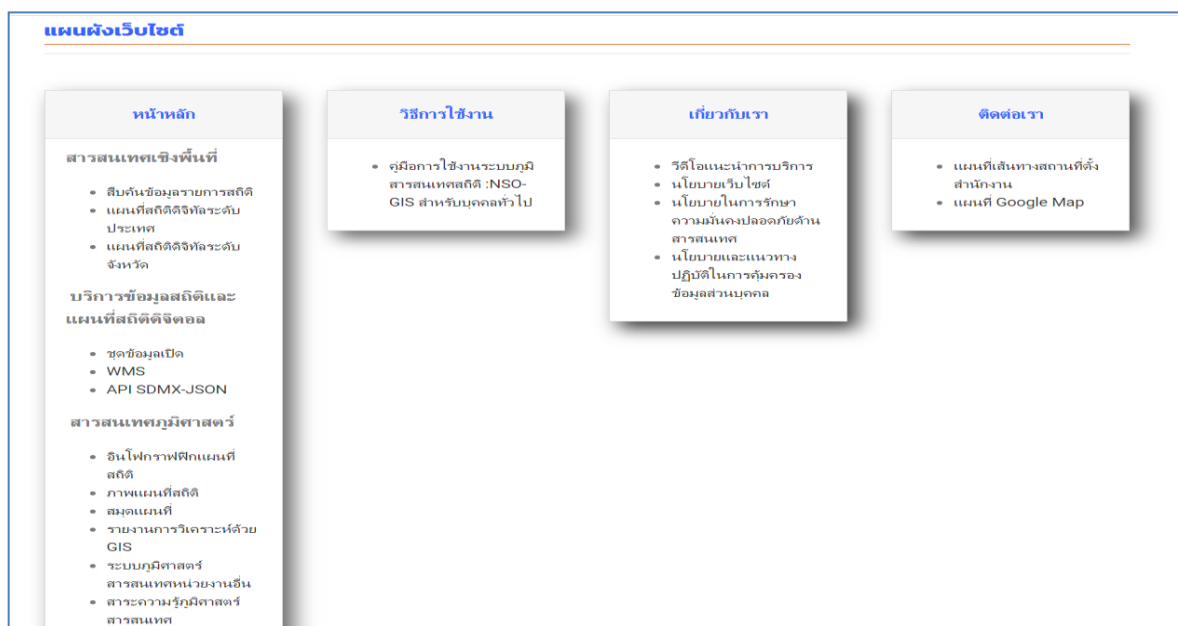 แผนผังเว็บไซต์
หน้าหลัก
สารสนเทศเชิงพื้นที่
สืบค้นข้อมูลรายการสถิติ
แผนที่สถิติดิจิทัลระดับ
ประเทศ
แผนที่สถิติดิจิทัลระดับ
จังหวัด
บริการข้อมูลสถิติและ
แผนที่สถิติดิจิตอล
ชุดข้อมูลเปิด
WMS
API SDMX-JSON
สารสนเทศภูมิศาสตร์
อินโฟกราฟฟิกแผนที่
สถิติ
ภาพแผนที่สถิติ
สมุดแผนที่
รายงานการวิเคราะห์ด้วย
GIS
ระบบภูมิศาสตร์
สารสนเทศหน่วยงานอื่น
สาระความรู้ภูมิศาสตร์
สารสนเทศ
วิธีการใช้งาน
คู่มือการใช้งานระบบภูมิ
สารสนเทศสถิติ :NSO-
GIS สำหรับบุคคลทั่วไป
เกี่ยวกับเรา
วีดีโอแนะนำการบริการ
นโยบายเว็บไซต์
นโยบายในการรักษา
ความมั่นคงปลอดภัยด้าน
สารสนเทศ
นโยบายและแนวทาง
ปฏิบัติในการคุ้มครอง
ข้อมูลส่วนบุคคล
ติดต่อเรา
แผนที่เส้นทางสถานที่ตั้ง
สำนักงาน
แผนที่ Google Map